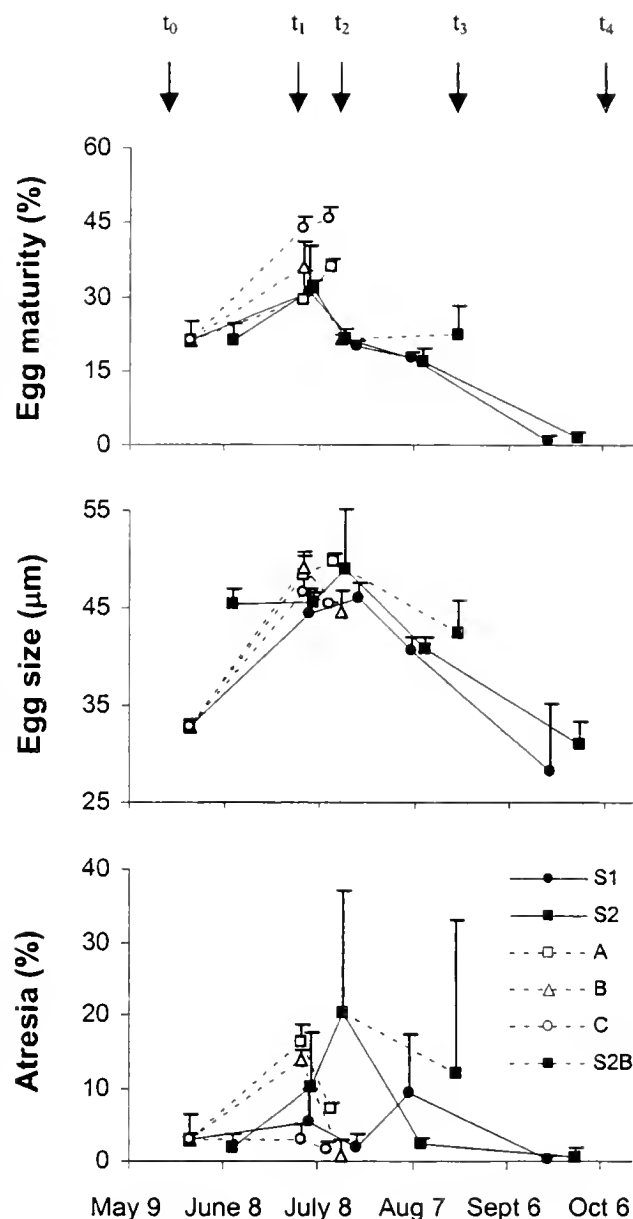 t0 t1 t2 t3 t4
Egg maturity (%)
60
45
30
15
0
Egg size (µm)
55
45
35
25
Atresia (%)
40
30
20
10
0
S1
S2
A
B
C
S2B
May 9 June 8 July 8 Aug 7 Sept 6 Oct 6